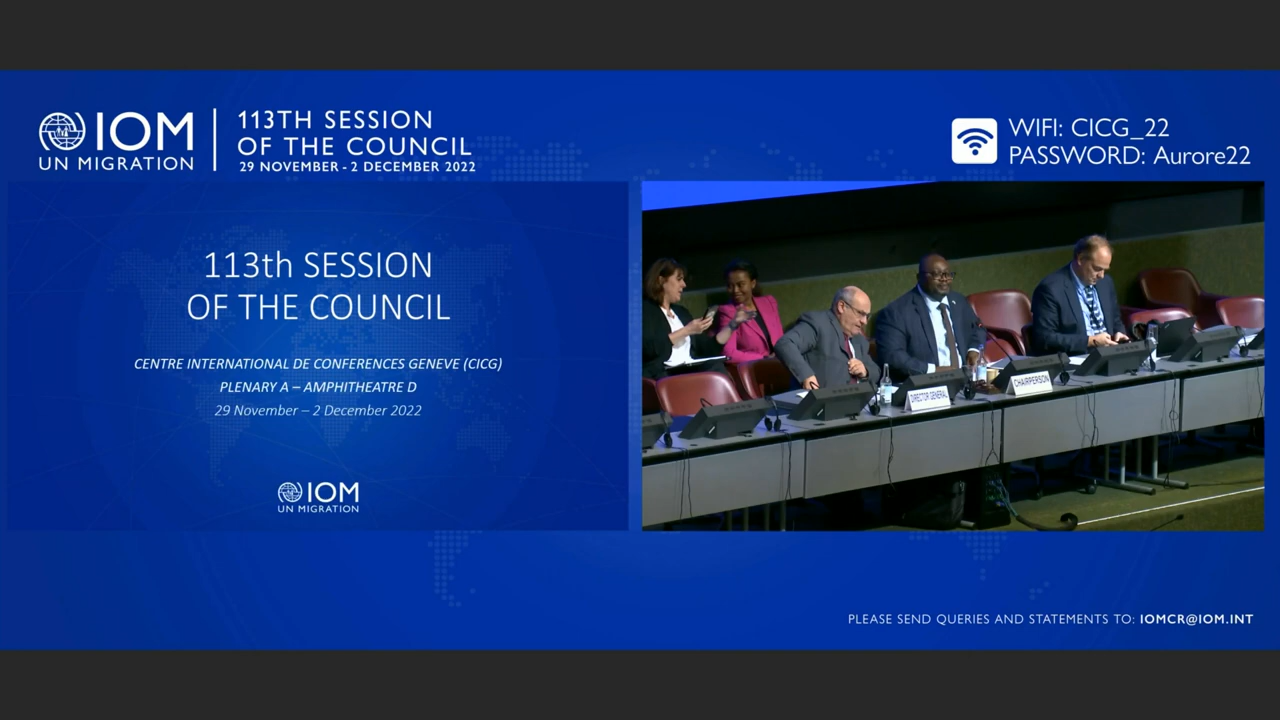 IOM
UN MIGRATION
113TH SESSION
OF THE COUNCIL
29 NOVEMBER - 2 DECEMBER 2022
WIFI: CICG_22
PASSWORD: Aurore22
113th SESSION
OF THE COUNCIL
CENTRE INTERNATIONAL DE CONFERENCES GENEVE (CICG)
PLENARY A – AMPHITHEATRE D
29 November – 2 December 2022
IOM
UN MIGRATION
DIRECTOR GENERAL
CHAIRPERSON
PLEASE SEND QUERIES AND STATEMENTS TO: IOMCR@IOM.INT